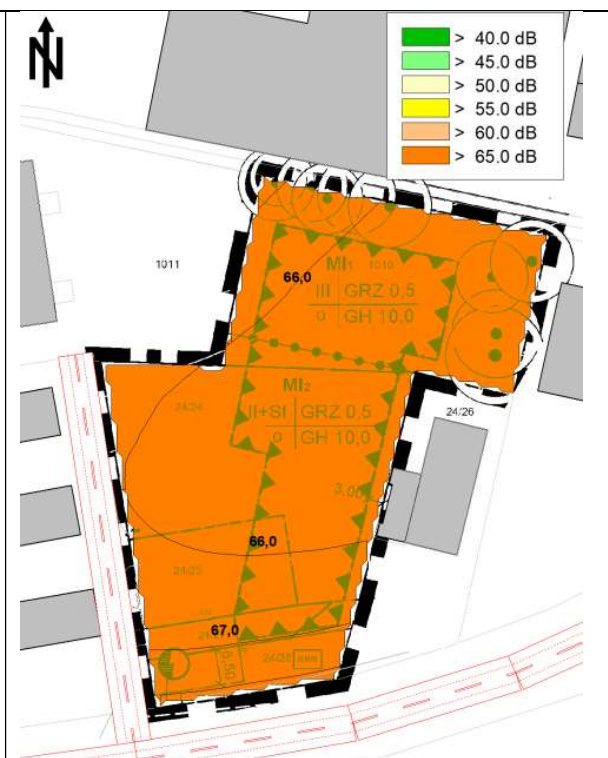 N
> 40.0 dB
> 45.0 dB
> 50.0 dB
> 55.0 dB
> 60.0 dB
> 65.0 dB
1011
66,0
MI1 1010
III GRZ 0,5
o GH 10,0
MI2
24/24
II+St GRZ 0,5
o GH 10,0
24/26
3.00
66,0
24/25
67,0
24/28